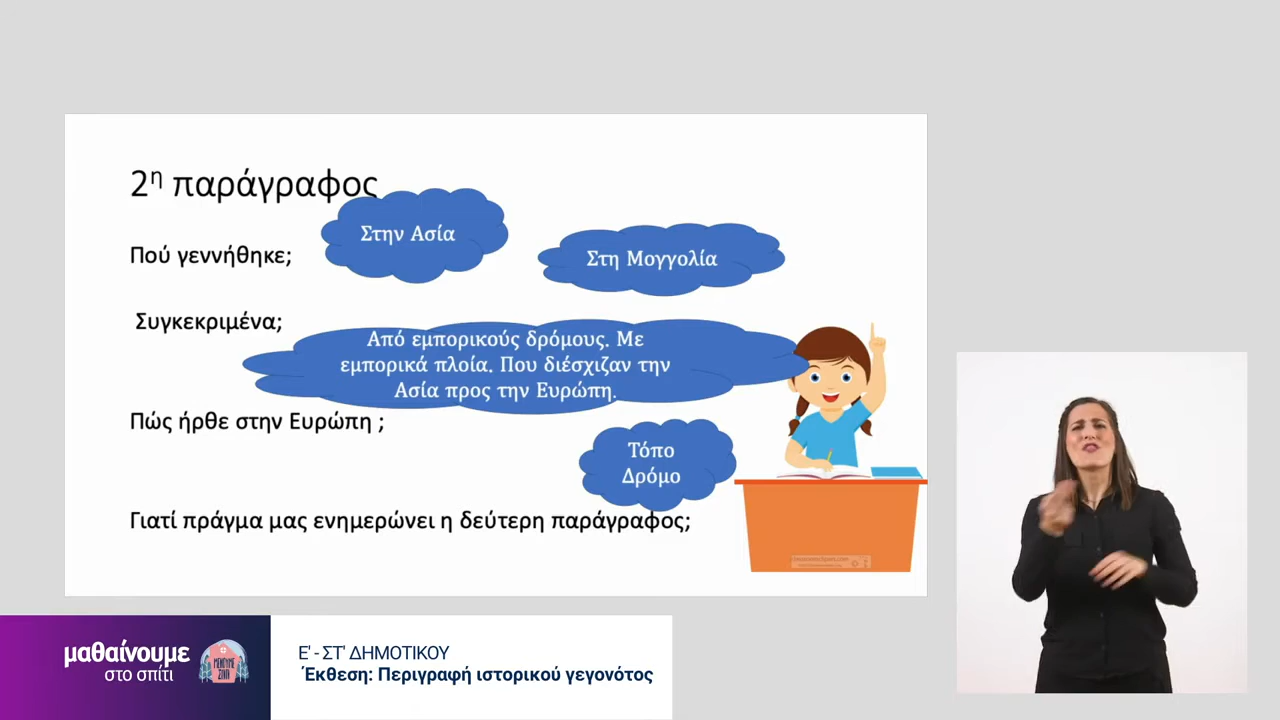 2η παράγραφος
Στην Ασία
Πού γεννήθηκε;
Στη Μογγολία
Συγκεκριμένα;
Από εμπορικούς δρόμους. Με
εμπορικά πλοία. Που διέσχιζαν την
Ασία προς την Ευρώπη.
Πώς ήρθε στην Ευρώπη ;
Τόπο
Δρόμο
Γιατί πράγμα μας ενημερώνει η δεύτερη παράγραφος;
μαθαίνουμε
στο σπίτι
ΜΕΝΟΥΜΕ
ΣΠΙΤΙ
Ε' - ΣΤ' ΔΗΜΟΤΙΚΟΥ
Έκθεση: Περιγραφή ιστορικού γεγονότος